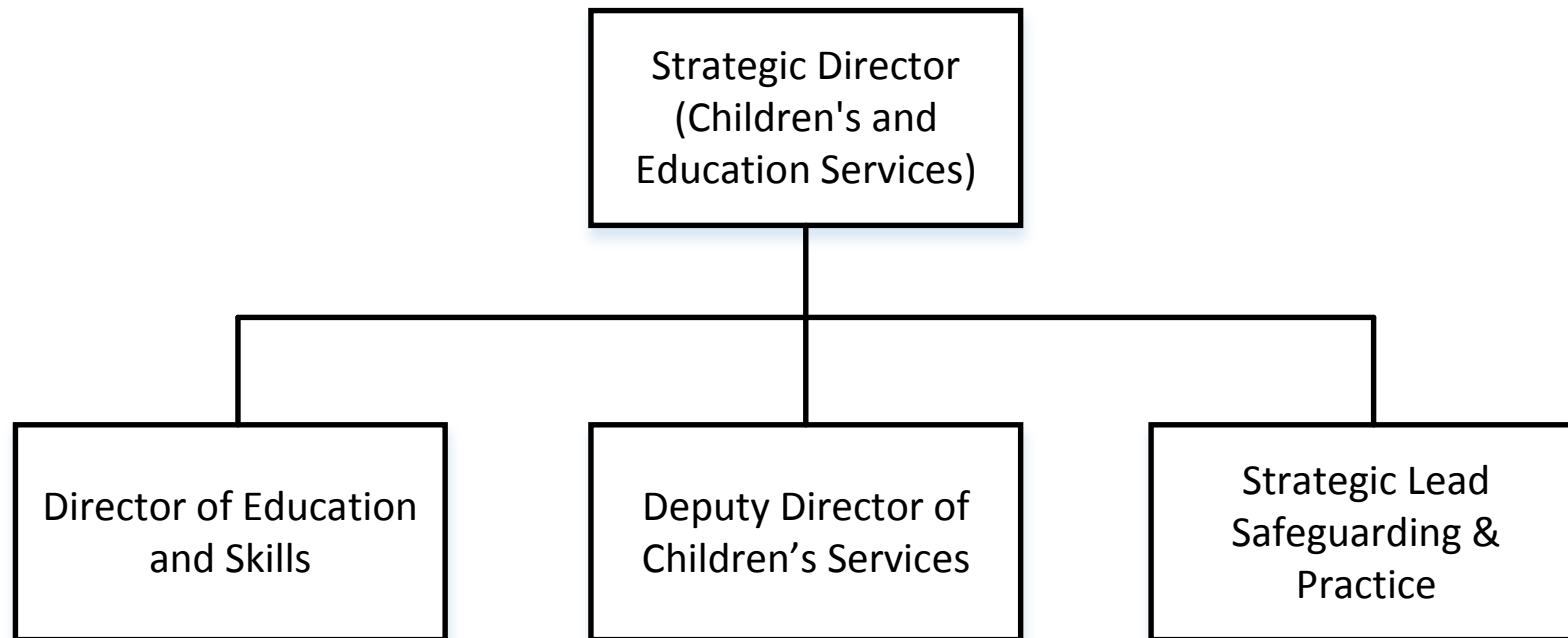 Strategic Director
(Children's and
Education Services)
Director of Education
and Skills
Deputy Director of
Children’s Services
Strategic Lead
Safeguarding &
Practice